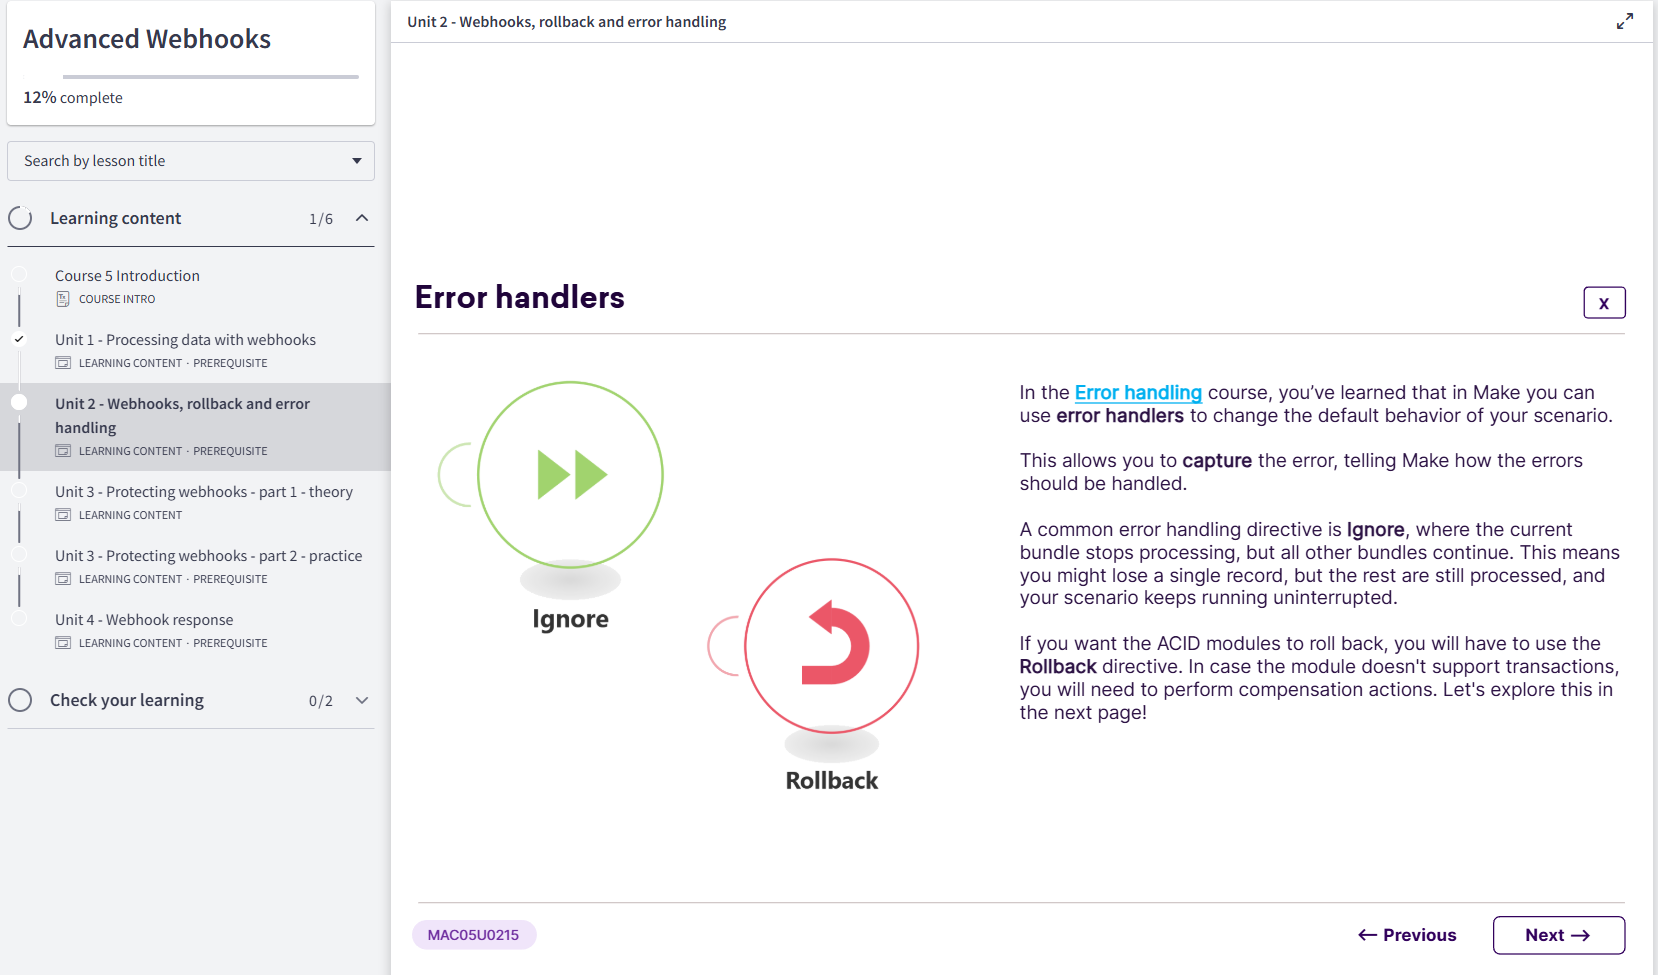 Advanced Webhooks
12% complete
Search by lesson title
Learning content 1/6
Course 5 Introduction
COURSE INTRO
Unit 1 - Processing data with webhooks
LEARNING CONTENT · PREREQUISITE
Unit 2 - Webhooks, rollback and error
handling
LEARNING CONTENT · PREREQUISITE
Unit 3 - Protecting webhooks - part 1 - theory
LEARNING CONTENT
Unit 3 - Protecting webhooks - part 2 - practice
LEARNING CONTENT · PREREQUISITE
Unit 4 - Webhook response
LEARNING CONTENT · PREREQUISITE
Check your learning 0/2
Unit 2 - Webhooks, rollback and error handling
Error handlers
X
Ignore
Rollback
In the Error handling course, you’ve learned that in Make you can
use error handlers to change the default behavior of your scenario.
This allows you to capture the error, telling Make how the errors
should be handled.
A common error handling directive is Ignore, where the current
bundle stops processing, but all other bundles continue. This means
you might lose a single record, but the rest are still processed, and
your scenario keeps running uninterrupted.
If you want the ACID modules to roll back, you will have to use the
Rollback directive. In case the module doesn't support transactions,
you will need to perform compensation actions. Let's explore this in
the next page!
MAC05U0215
← Previous
Next →